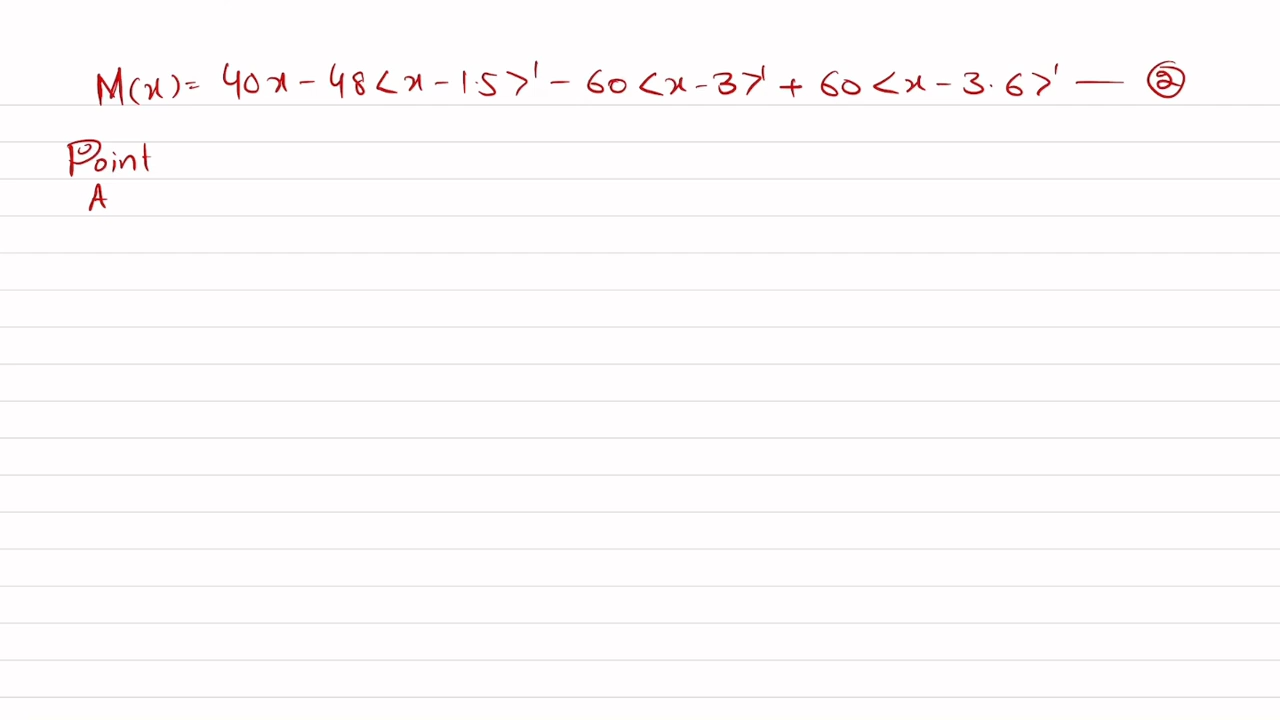 M(x)= 40x - 48<x - 1.5>¹ - 60<x - 3>¹ + 60<x - 3.6>¹ — ②
Point
A